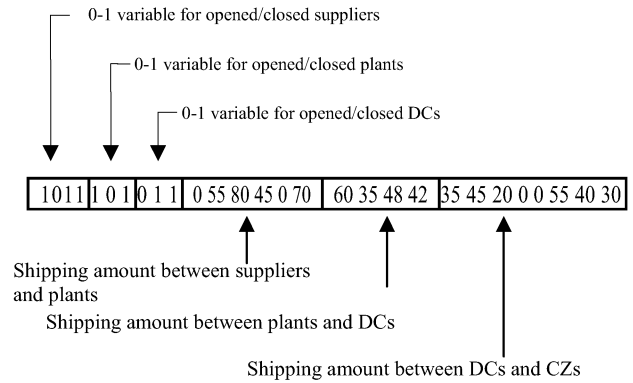 0-1 variable for opened/closed suppliers
0-1 variable for opened/closed plants
0-1 variable for opened/closed DCs
1011 1 0 1 0 1 1 0 55 80 45 0 70 60 35 48 42 35 45 20 0 0 55 40 30
Shipping amount between suppliers
and plants
Shipping amount between plants and DCs
Shipping amount between DCs and CZs